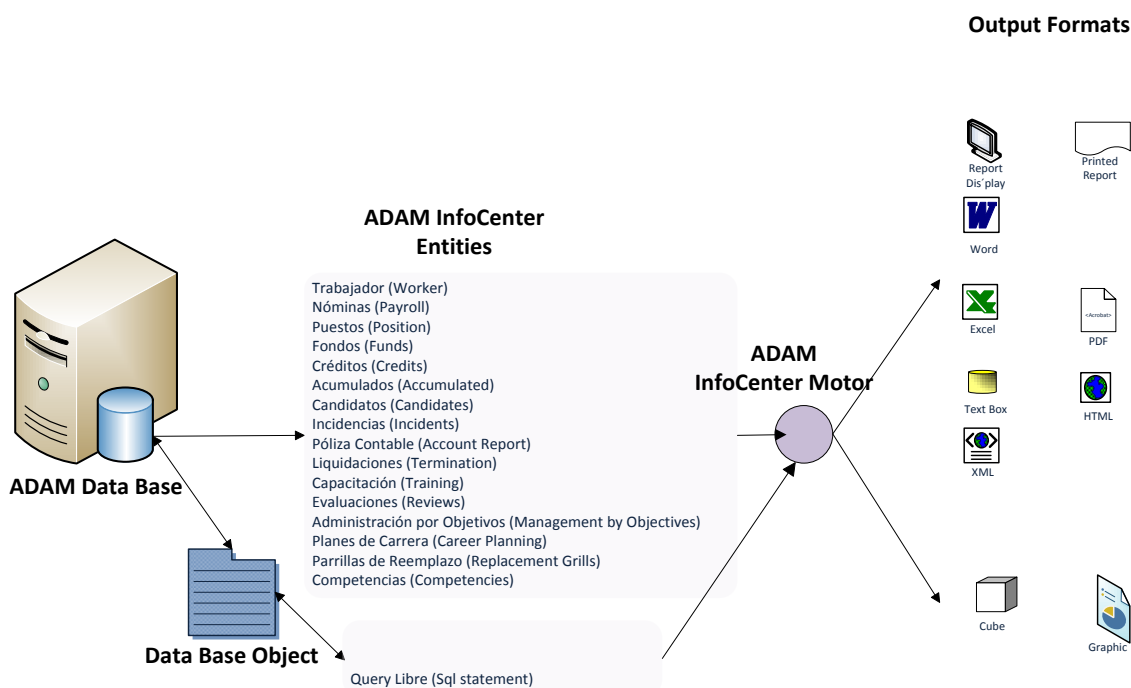 Output Formats
Report
Dis´play
Printed
Report
Word
ADAM InfoCenter
Entities
Trabajador (Worker)
Nóminas (Payroll)
Puestos (Position)
Fondos (Funds)
Créditos (Credits)
Acumulados (Accumulated)
Candidatos (Candidates)
Incidencias (Incidents)
Póliza Contable (Account Report)
Liquidaciones (Termination)
Capacitación (Training)
Evaluaciones (Reviews)
Administración por Objetivos (Management by Objectives)
Planes de Carrera (Career Planning)
Parrillas de Reemplazo (Replacement Grills)
Competencias (Competencies)
ADAM
InfoCenter Motor
Excel
<Acrobat>
PDF
Text Box
HTML
XML
ADAM Data Base
Data Base Object
Query Libre (Sql statement)
Cube
Graphic